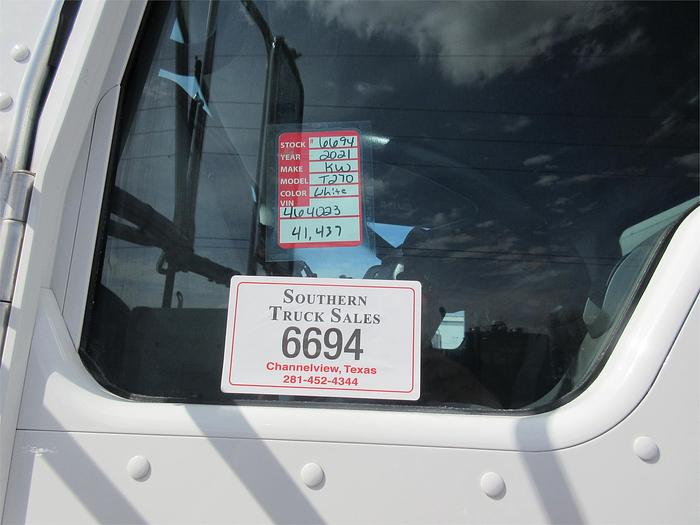 STOCK # 6694
YEAR 2021
MAKE KW
MODEL T270
COLOR White
VIN
464023
41,437
SOUTHERN
TRUCK SALES
6694
Channelview, Texas
281-452-4344